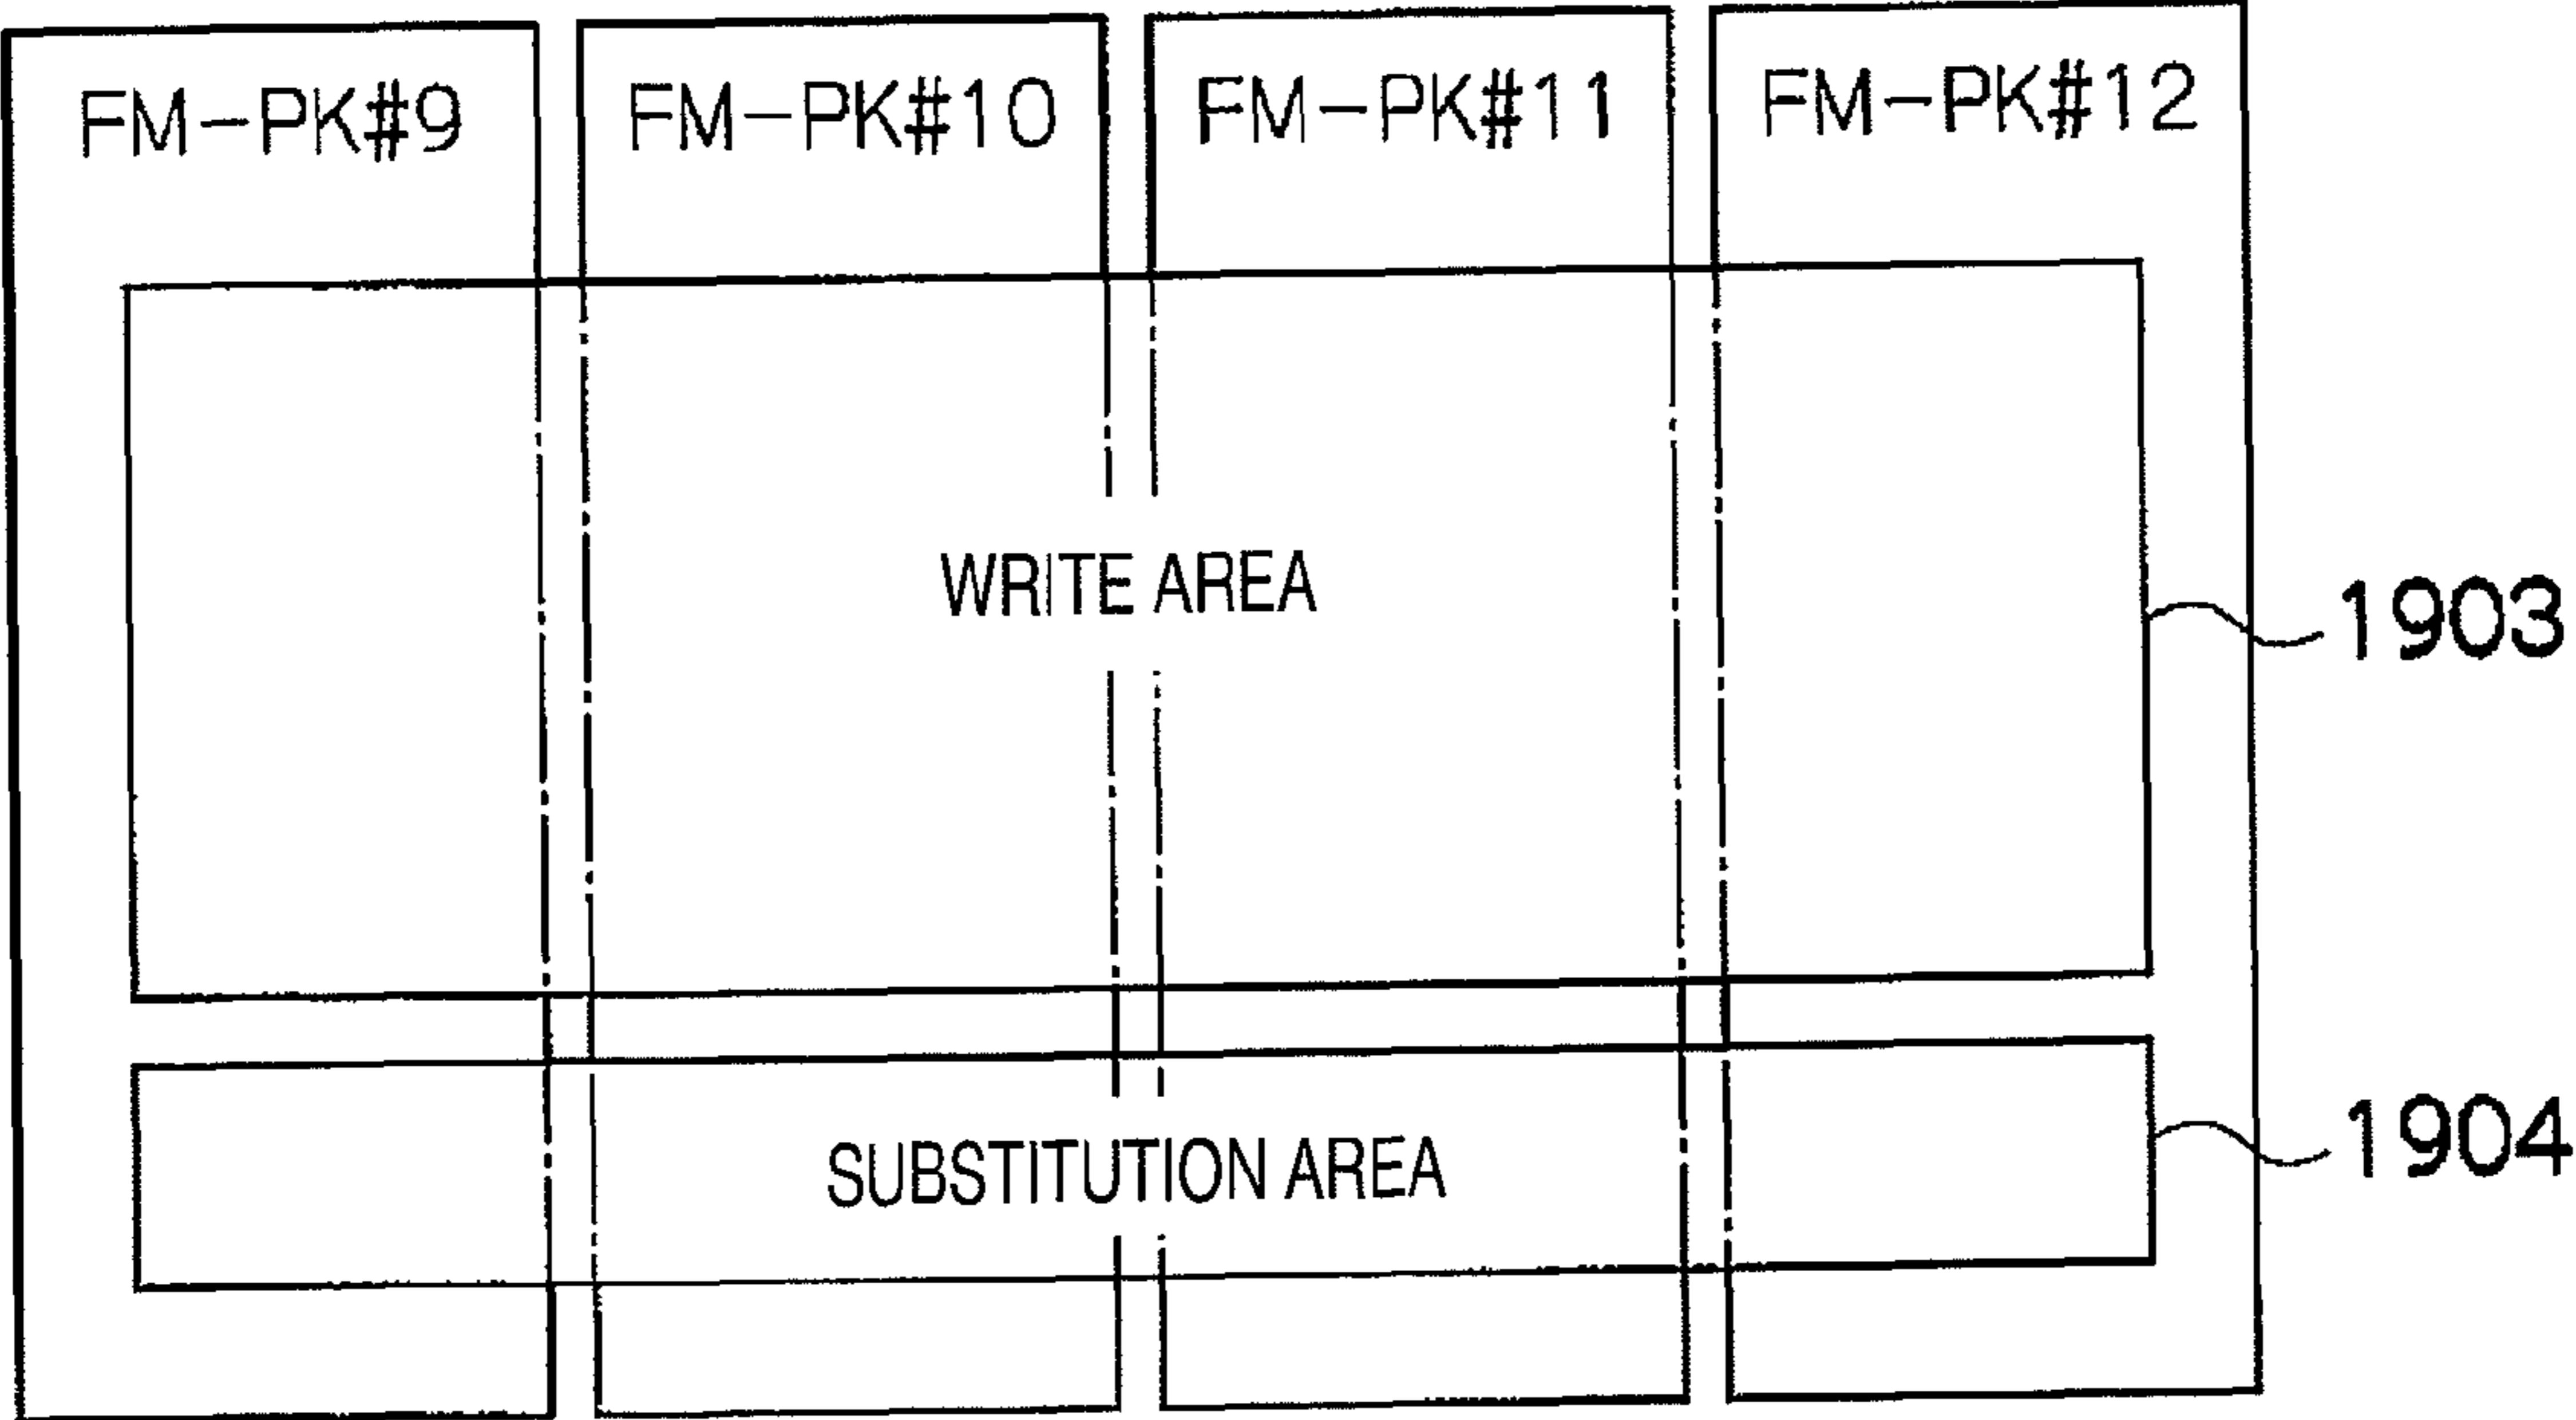 FM-PK#9 FM-PK#10 FM-PK#11 FM-PK#12
WRITE AREA
1903
SUBSTITUTION AREA
1904